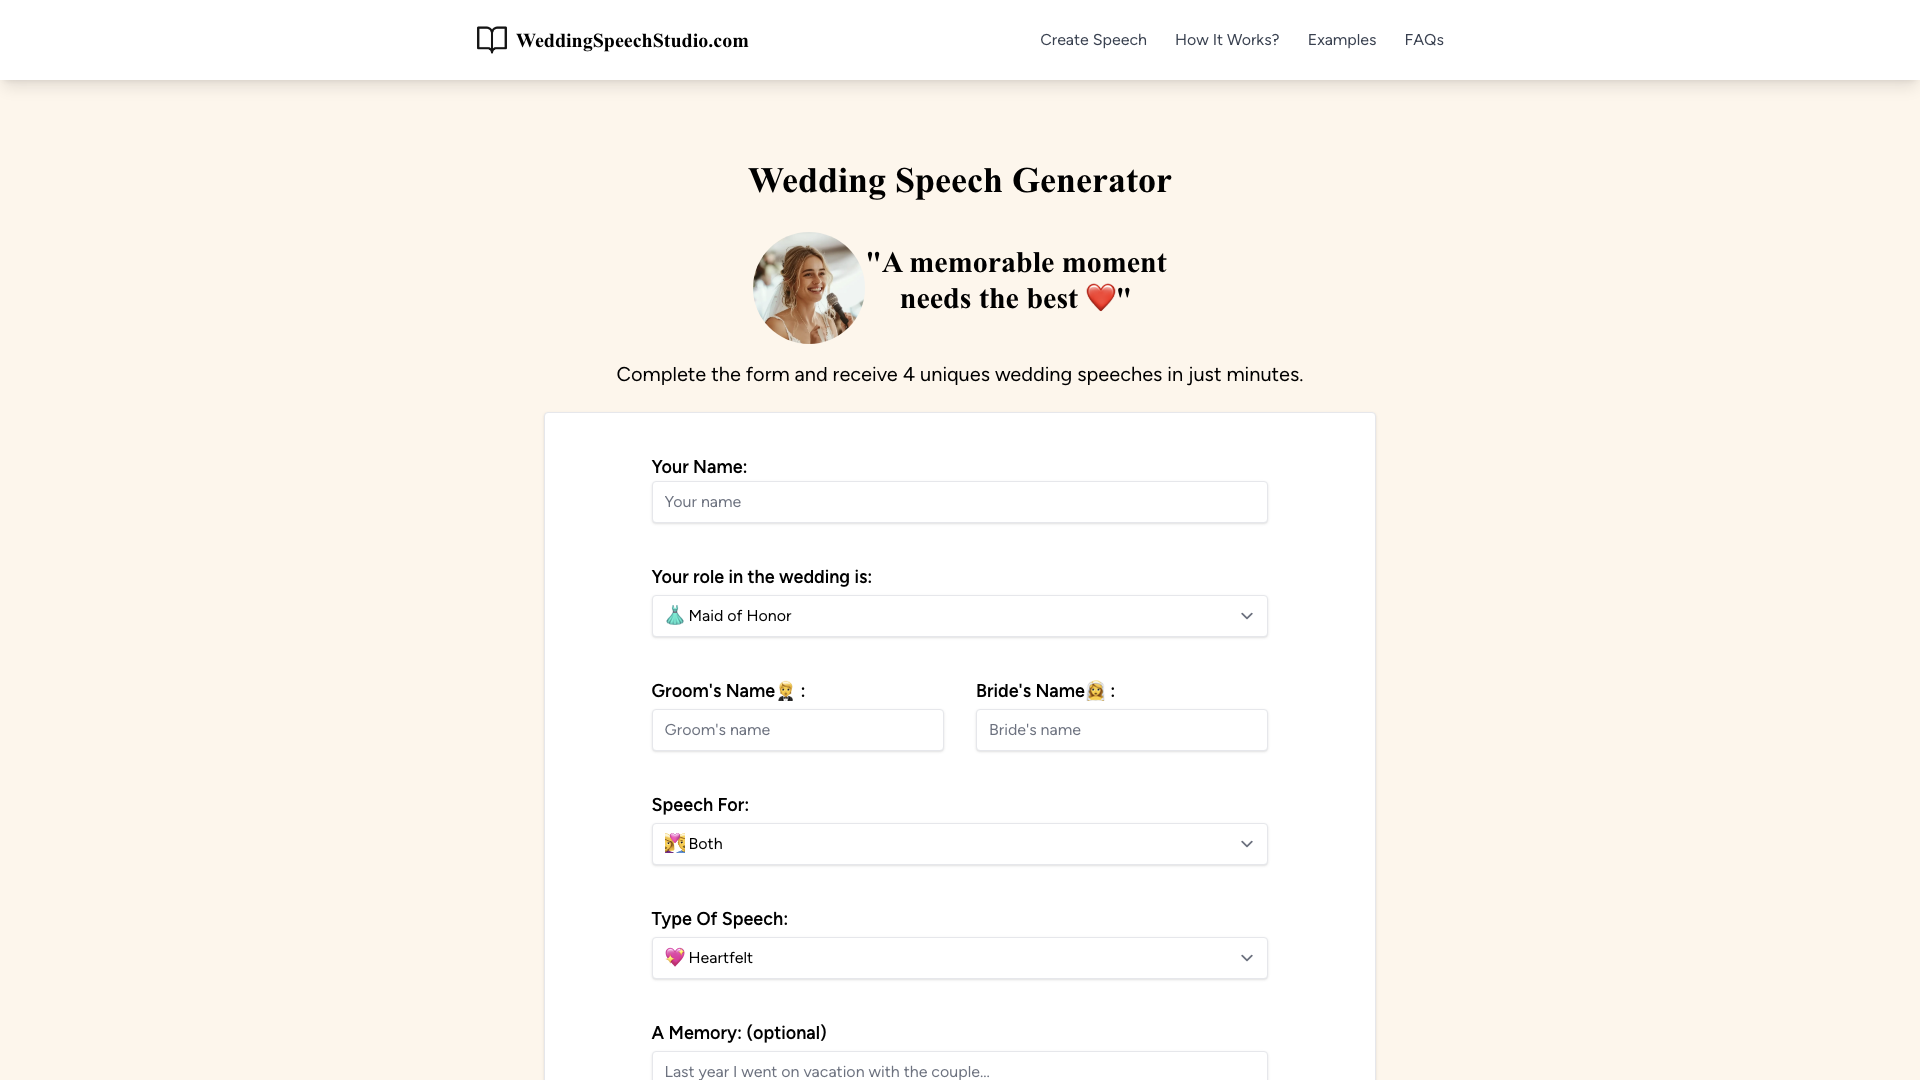 WeddingSpeechStudio.com
Create Speech
How It Works?
Examples
FAQs
Wedding Speech Generator
"A memorable moment
needs the best ❤️"
Complete the form and receive 4 uniques wedding speeches in just minutes.
Your Name:
Your name
Your role in the wedding is:
👗 Maid of Honor
Groom's Name🤵 :
Groom's name
Bride's Name👰 :
Bride's name
Speech For:
💏 Both
Type Of Speech:
💖 Heartfelt
A Memory: (optional)
Last year I went on vacation with the couple...